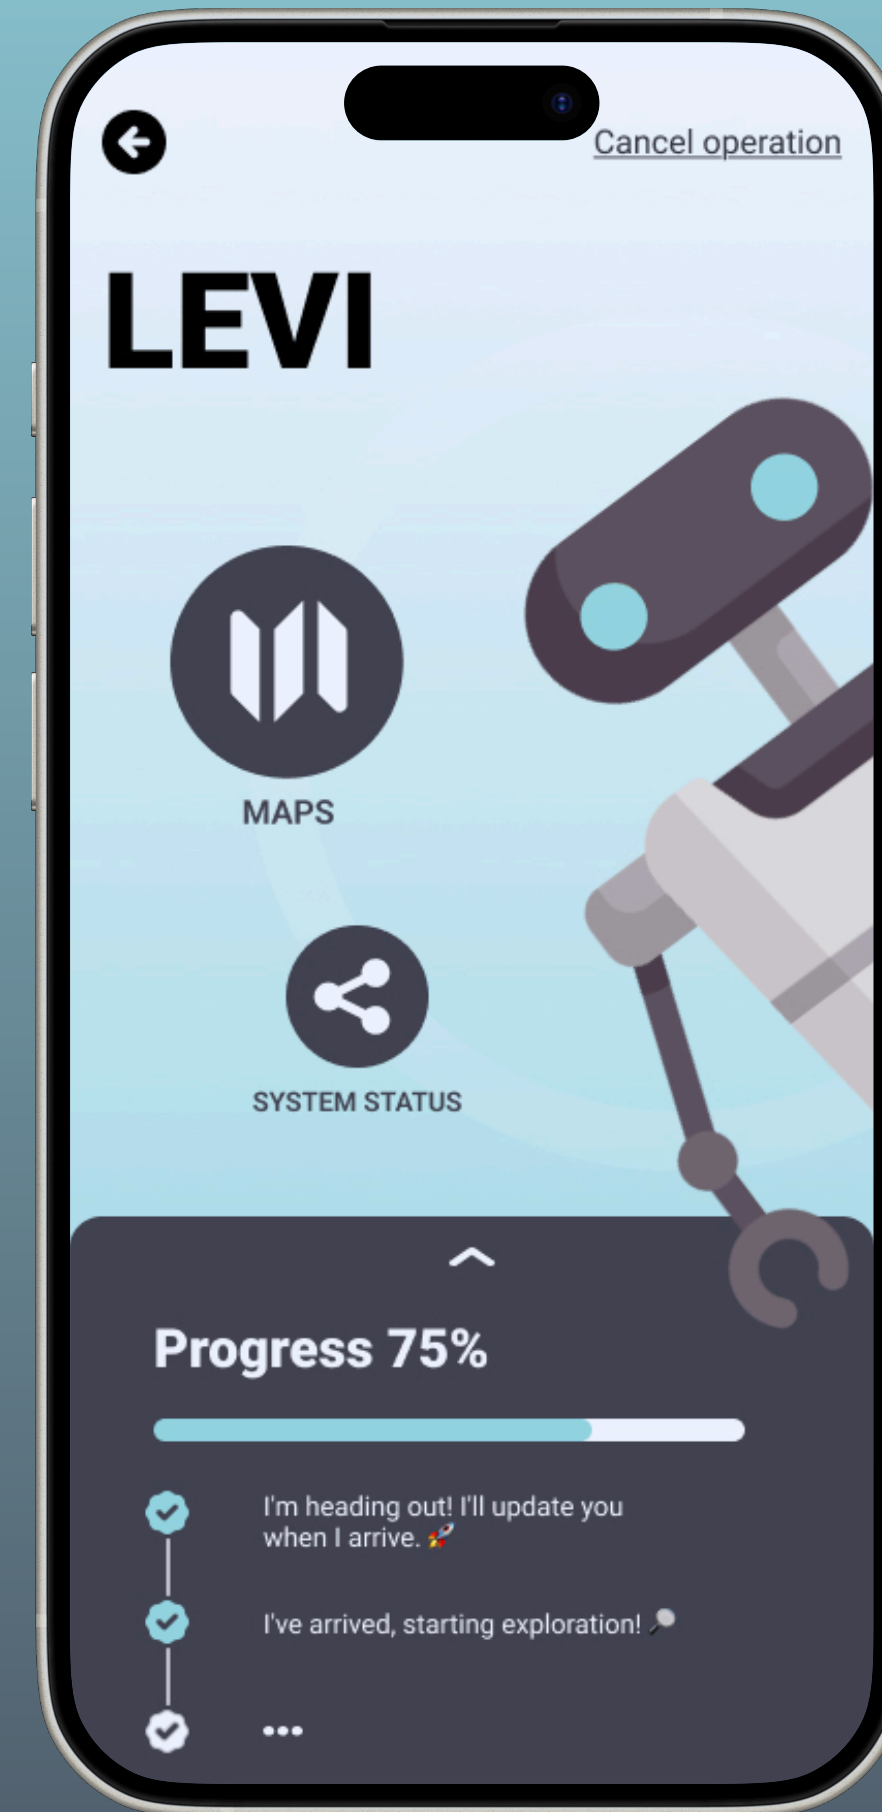 Cancel operation
LEVI
MAPS
SYSTEM STATUS
Progress 75%
I'm heading out! I'll update you
when I arrive. 🚀
I've arrived, starting exploration! 🔎
•••